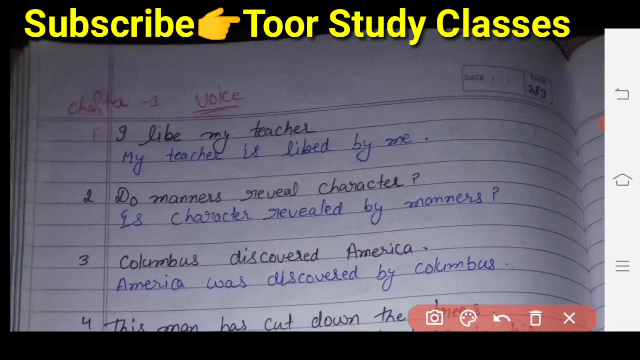 Subscribe👉Toor Study Classes
DATE : : PAGE 283
Chapter -1 Voice
1 I like my teacher.
My teacher is liked by me.
2 Do manners reveal character?
Is character revealed by manners?
3 Columbus discovered America.
America was discovered by columbus.
4 This man has cut down the trees